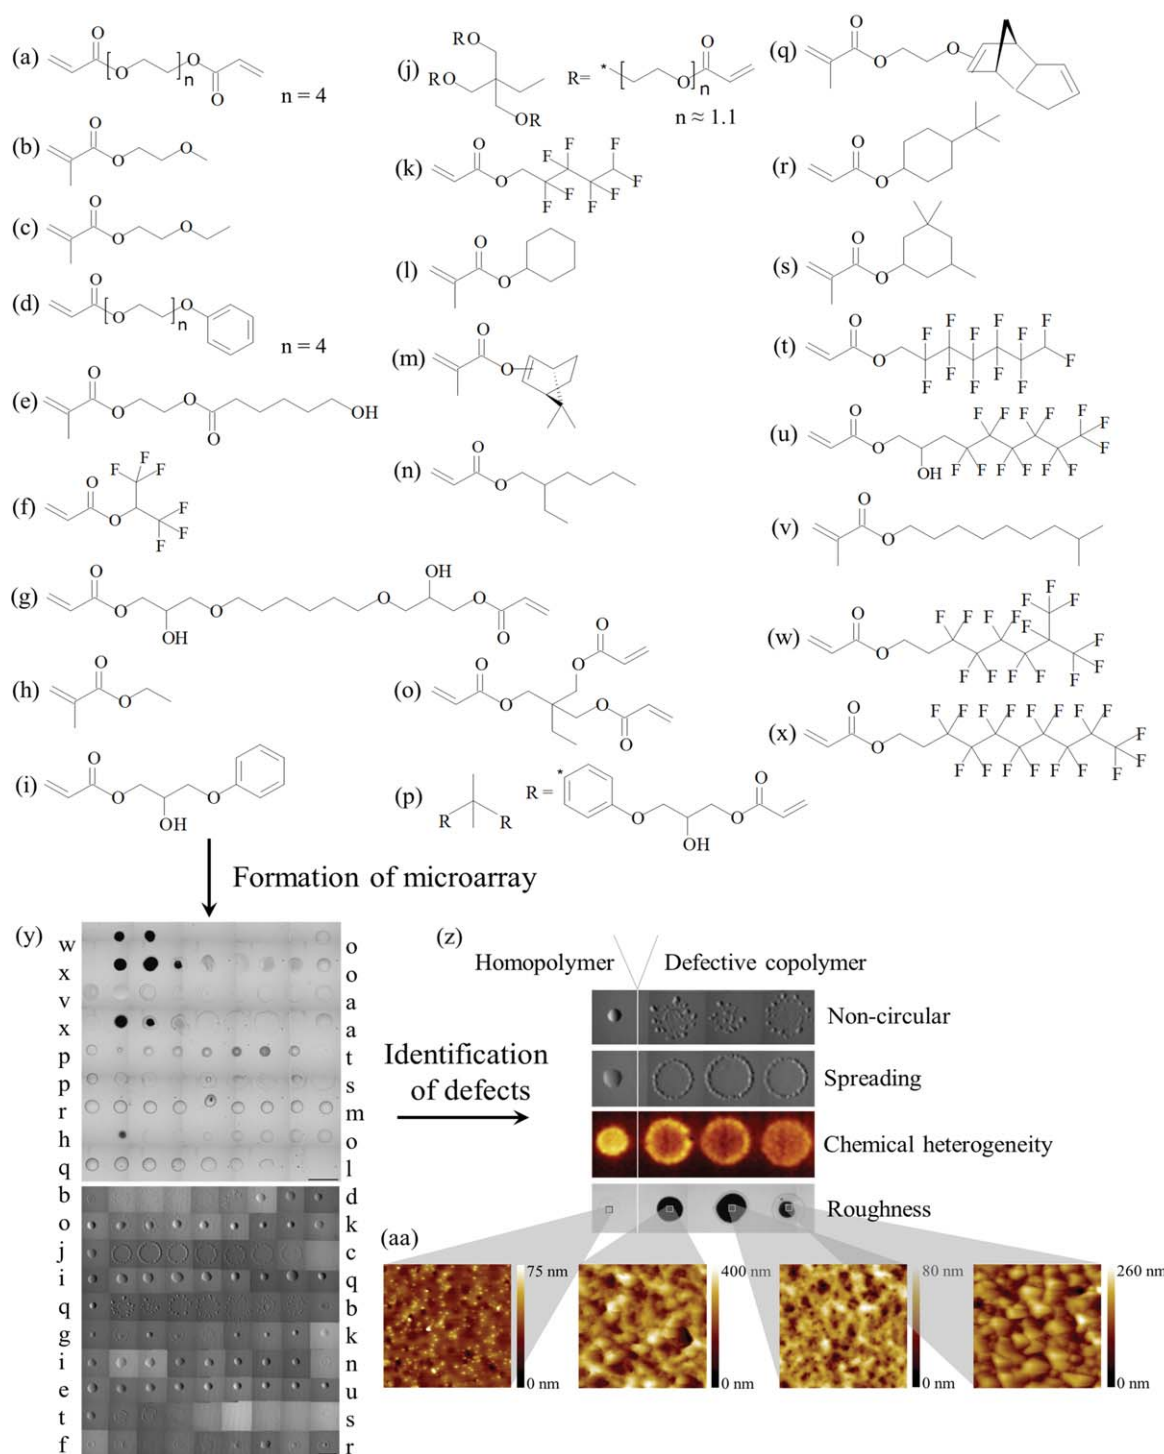 (a) O O O O n
n = 4
(b) O O O
(c) O O O
(d) O O O n
n = 4
(e) O O O O OH
(f) O O F F F F F F
(g) O O OH O O OH O O
(h) O O
(i) O O OH O
(j) RO RO OR R= * O O n
n ≈ 1.1
(k) O O F F F F F F F F
(l) O O
(m) O O
(n) O O
(o) O O O O O O
(p) R R R = * O OH O O
(q) O O O
(r) O O
(s) O O
(t) O O F F F F F F F F F F F F
(u) O O OH F F F F F F F F F F F F F
(v) O O
(w) O O F F F F F F F F F F F F F F F
(x) O O F F F F F F F F F F F F F F F F F
Formation of microarray
(y)
w o
x o
v a
x a
p t
p s
r m
h o
q l
b d
o k
j c
i q
q b
g k
i n
e u
t s
f r
Identification
of defects
(z)
Homopolymer Defective copolymer
Non-circular
Spreading
Chemical heterogeneity
Roughness
(aa)
75 nm 400 nm 80 nm 260 nm
0 nm 0 nm 0 nm 0 nm